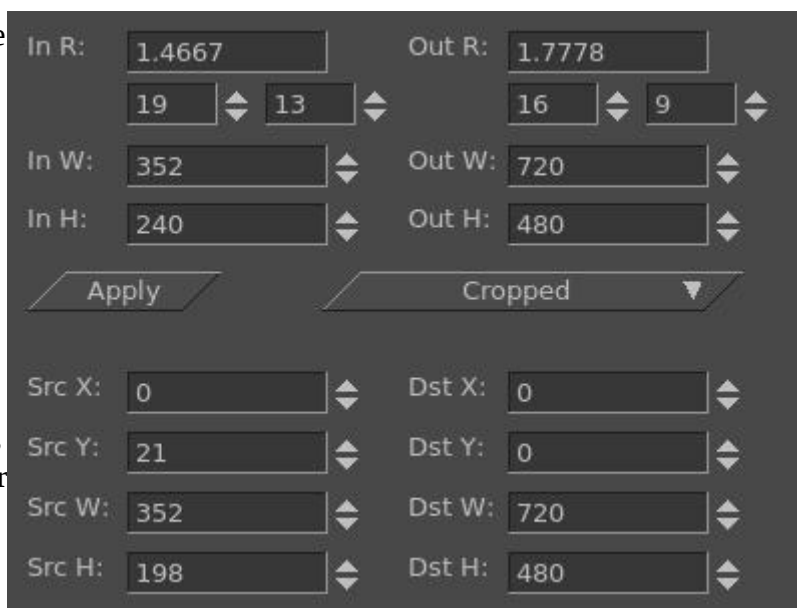 e
In R: 1.4667 Out R: 1.7778
19 13 16 9
In W: 352 Out W: 720
In H: 240 Out H: 480
Apply Cropped
Src X: 0 Dst X: 0
Src Y: 21 Dst Y: 0
r
Src W: 352 Dst W: 720
Src H: 198 Dst H: 480